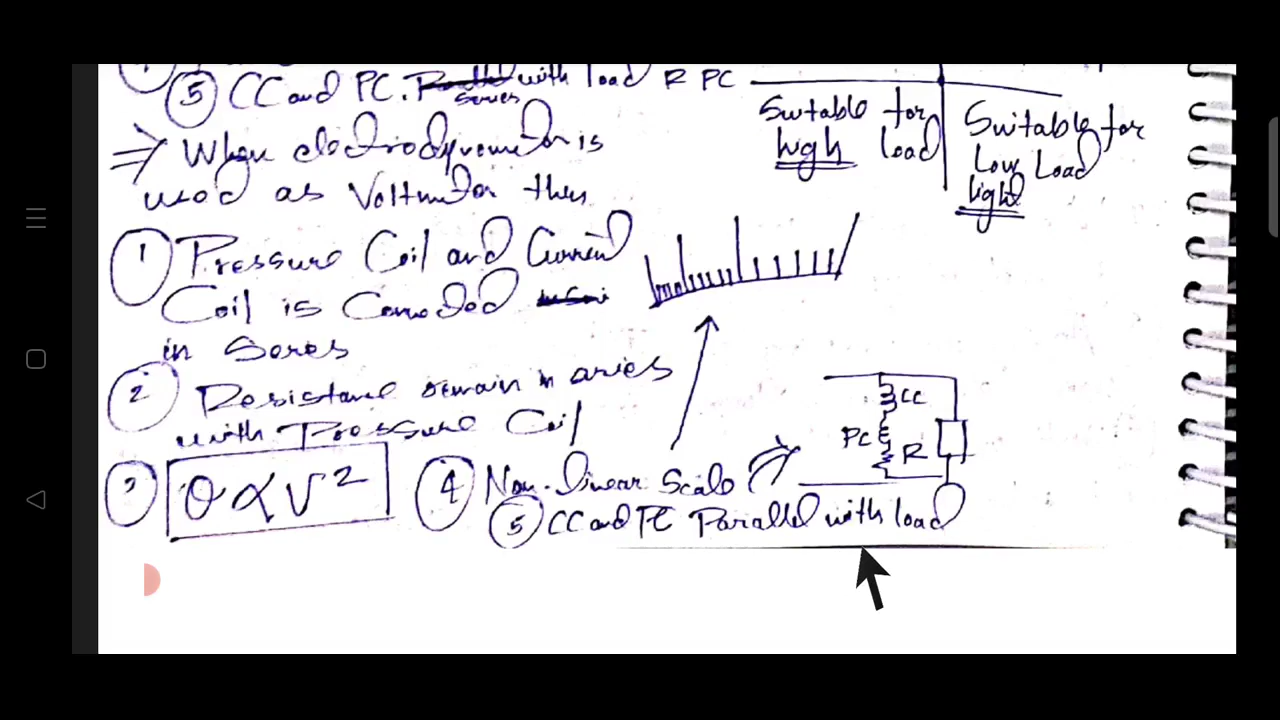 ⑤ CC and PC. Parallel with load R PC
series
Suitable for
high load
Suitable for
Low Load
light
⇒ When electrodynamometer is
used as Voltmeter then
① Pressure Coil and Current
Coil is Connected
in Series
② Resistance remain in series
with Pressure Coil
③ θ ∝ V²
④ Non-linear Scale ⇒
⑤ CC and PC Parallel with load
CC
PC
R